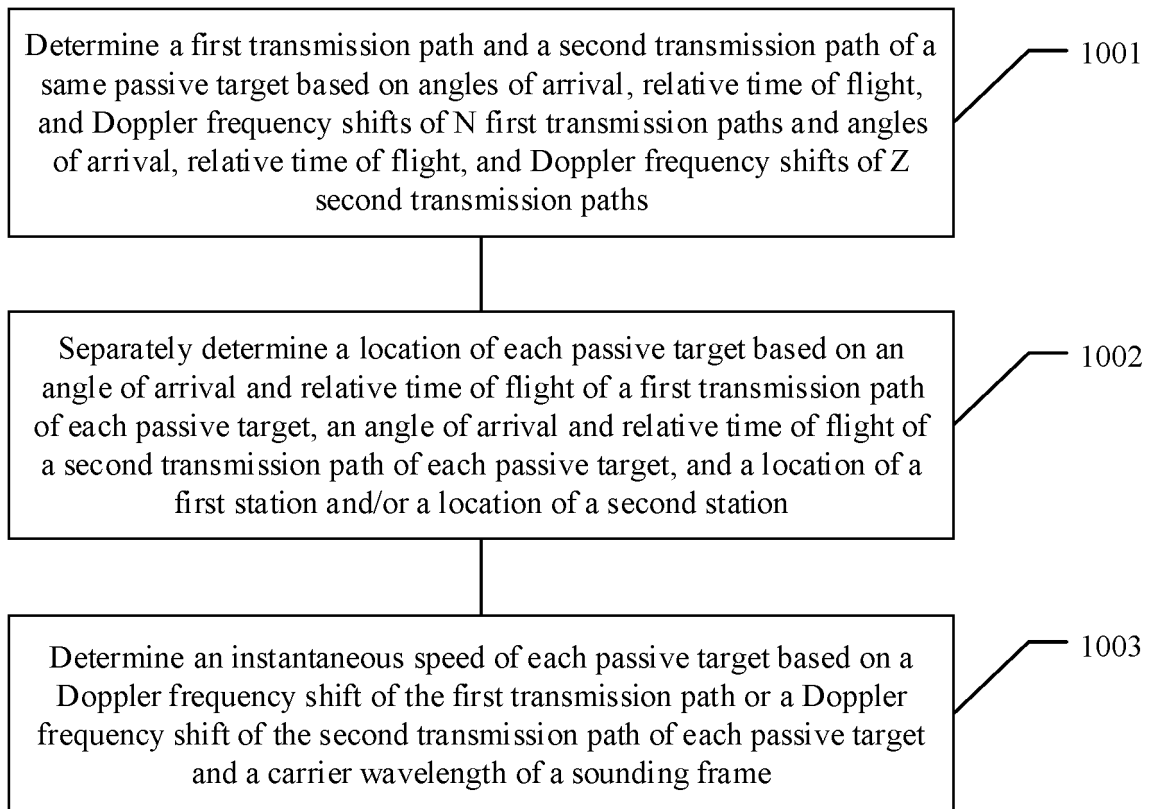 Determine a first transmission path and a second transmission path of a
same passive target based on angles of arrival, relative time of flight,
and Doppler frequency shifts of N first transmission paths and angles
of arrival, relative time of flight, and Doppler frequency shifts of Z
second transmission paths
1001
Separately determine a location of each passive target based on an
angle of arrival and relative time of flight of a first transmission path
of each passive target, an angle of arrival and relative time of flight of
a second transmission path of each passive target, and a location of a
first station and/or a location of a second station
1002
Determine an instantaneous speed of each passive target based on a
Doppler frequency shift of the first transmission path or a Doppler
frequency shift of the second transmission path of each passive target
and a carrier wavelength of a sounding frame
1003